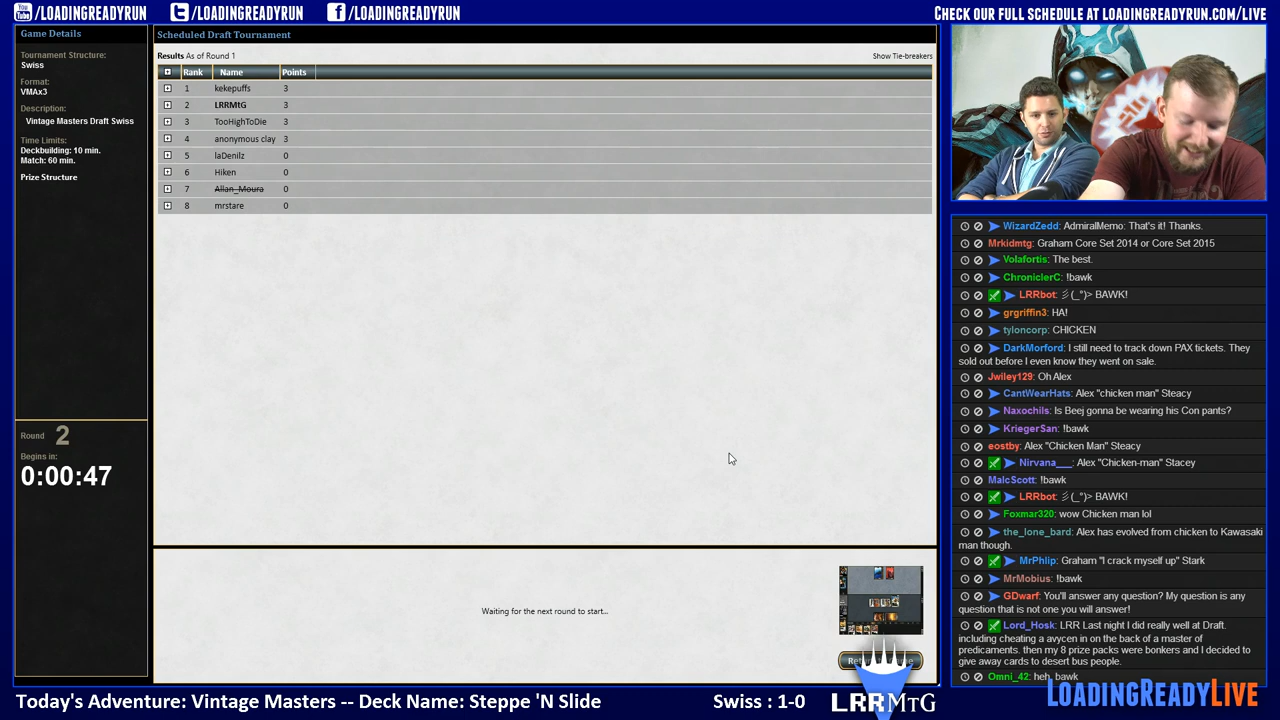 You Tube /LOADINGREADYRUN /LOADINGREADYRUN /LOADINGREADYRUN CHECK OUR FULL SCHEDULE AT LOADINGREADYRUN.COM/LIVE
Game Details
Tournament Structure:
Swiss
Format:
VMAx3
Description:
Vintage Masters Draft Swiss
Time Limits:
Deckbuilding: 10 min.
Match: 60 min.
Prize Structure
Round 2
Begins in:
0:00:47
Scheduled Draft Tournament
Results As of Round 1 Show Tie-breakers
Rank Name Points
1 kekepuffs 3
2 LRRMtG 3
3 TooHighToDie 3
4 anonymous clay 3
5 laDenilz 0
6 Hiken 0
7 Allan_Moura 0
8 mrstare 0
Waiting for the next round to start...
WizardZedd: AdmiralMemo: That's it! Thanks.
Mrkidmtg: Graham Core Set 2014 or Core Set 2015
Volafortis: The best.
ChroniclerC: !bawk
LRRbot: 彡(_°)> BAWK!
grgriffin3: HA!
tyloncorp: CHICKEN
DarkMorford: I still need to track down PAX tickets. They
sold out before I even knew they went on sale.
Jwiley129: Oh Alex
CantWearHats: Alex "chicken man" Steacy
Naxochils: Is Beej gonna be wearing his Con pants?
KriegerSan: !bawk
eostby: Alex "Chicken Man" Steacy
Nirvana___: Alex "Chicken-man" Stacey
MalcScott: !bawk
LRRbot: 彡(_°)> BAWK!
Foxmar320: wow Chicken man lol
the_lone_bard: Alex has evolved from chicken to Kawasaki
man though.
MrPhlip: Graham "I crack myself up" Stark
MrMobius: !bawk
GDwarf: You'll answer any question? My question is any
question that is not one you will answer!
Lord_Hosk: LRR Last night I did really well at Draft.
including cheating a avycen in on the back of a master of
predicaments. then my 8 prize packs were bonkers and I decided to
give away cards to desert bus people.
Omni_42: heh, bawk
LOADINGREADYLIVE
Today's Adventure: Vintage Masters -- Deck Name: Steppe 'N Slide Swiss : 1-0 LRRMTG